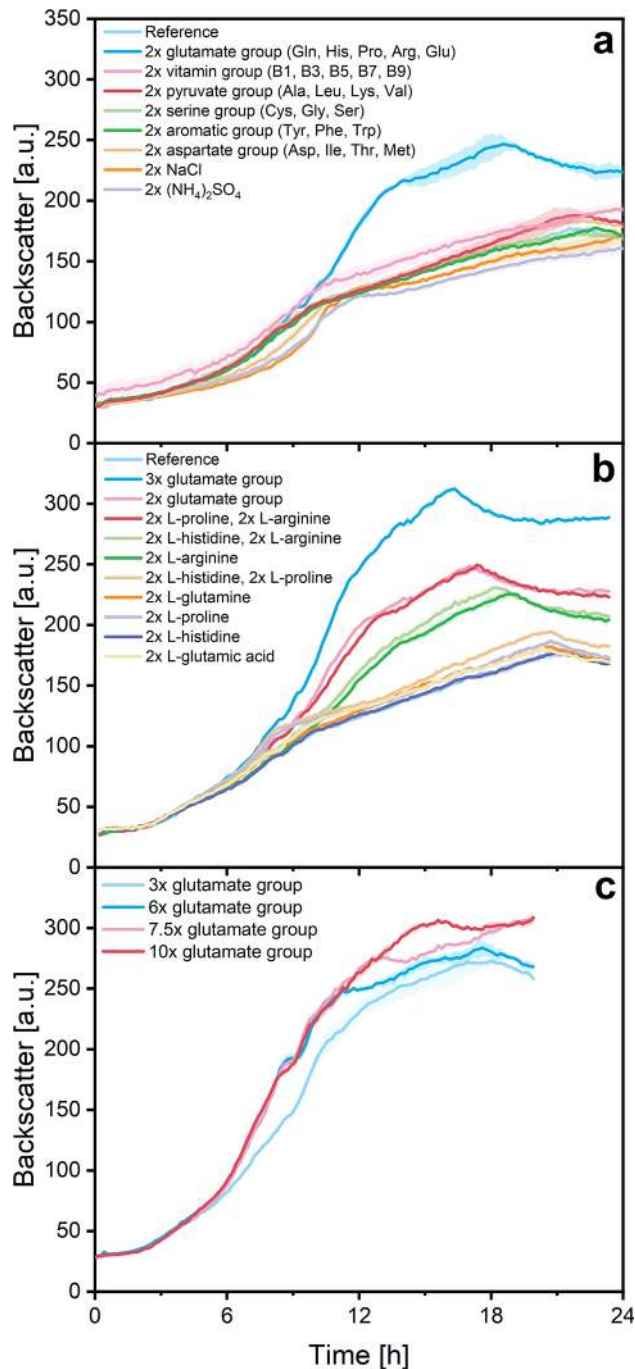 a
Reference
2x glutamate group (Gln, His, Pro, Arg, Glu)
2x vitamin group (B1, B3, B5, B7, B9)
2x pyruvate group (Ala, Leu, Lys, Val)
2x serine group (Cys, Gly, Ser)
2x aromatic group (Tyr, Phe, Trp)
2x aspartate group (Asp, Ile, Thr, Met)
2x NaCl
2x (NH₄)₂SO₄
Backscatter [a.u.]
350
300
250
200
150
100
50
0
b
Reference
3x glutamate group
2x glutamate group
2x L-proline, 2x L-arginine
2x L-histidine, 2x L-arginine
2x L-arginine
2x L-histidine, 2x L-proline
2x L-glutamine
2x L-proline
2x L-histidine
2x L-glutamic acid
Backscatter [a.u.]
300
250
200
150
100
50
0
c
3x glutamate group
6x glutamate group
7.5x glutamate group
10x glutamate group
Backscatter [a.u.]
300
250
200
150
100
50
0
0 6 12 18 24
Time [h]